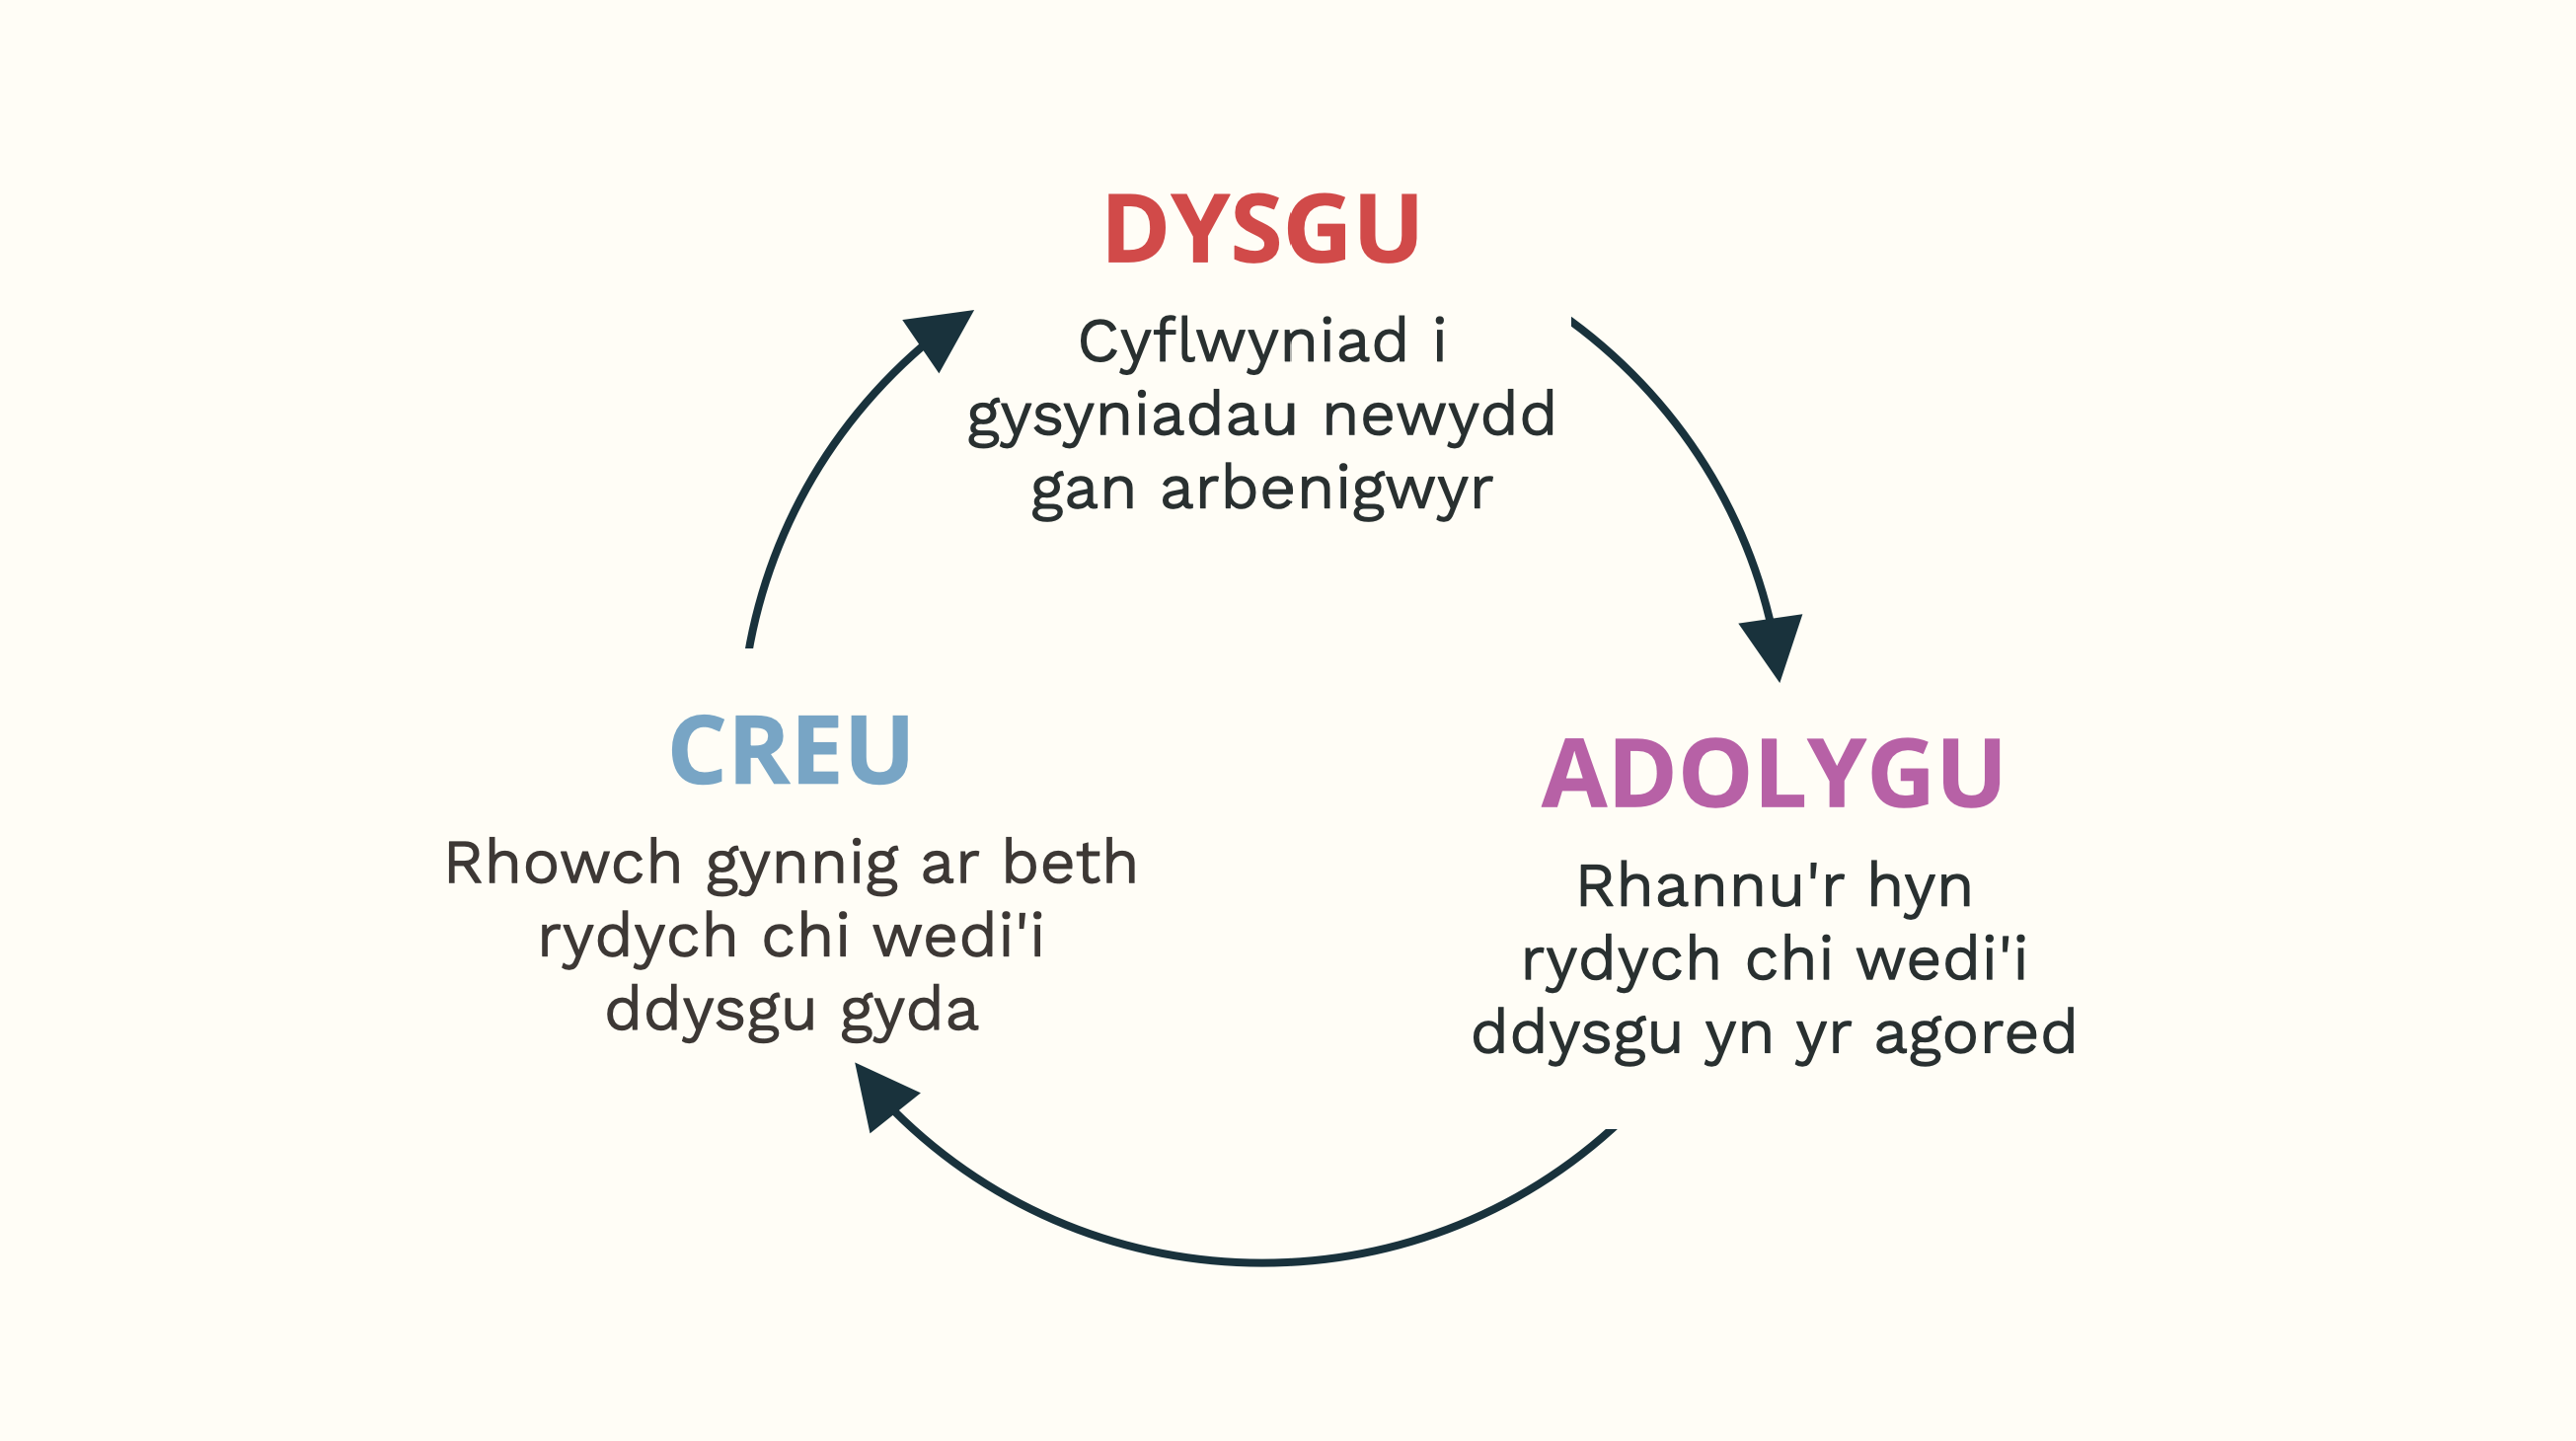 DYSGU
Cyflwyniad i
gysyniadau newydd
gan arbenigwyr
ADOLYGU
Rhannu'r hyn
rydych chi wedi'i
ddysgu yn yr agored
CREU
Rhowch gynnig ar beth
rydych chi wedi'i
ddysgu gyda